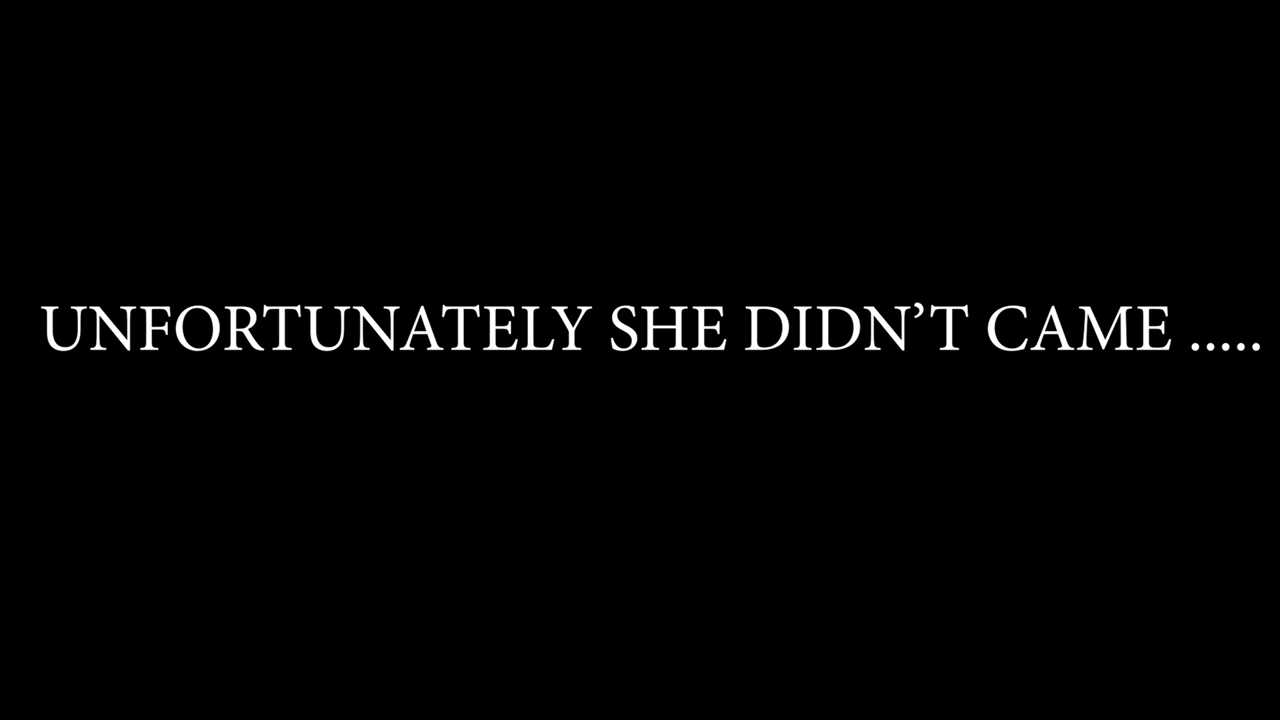 UNFORTUNATELY SHE DIDN’T CAME .....